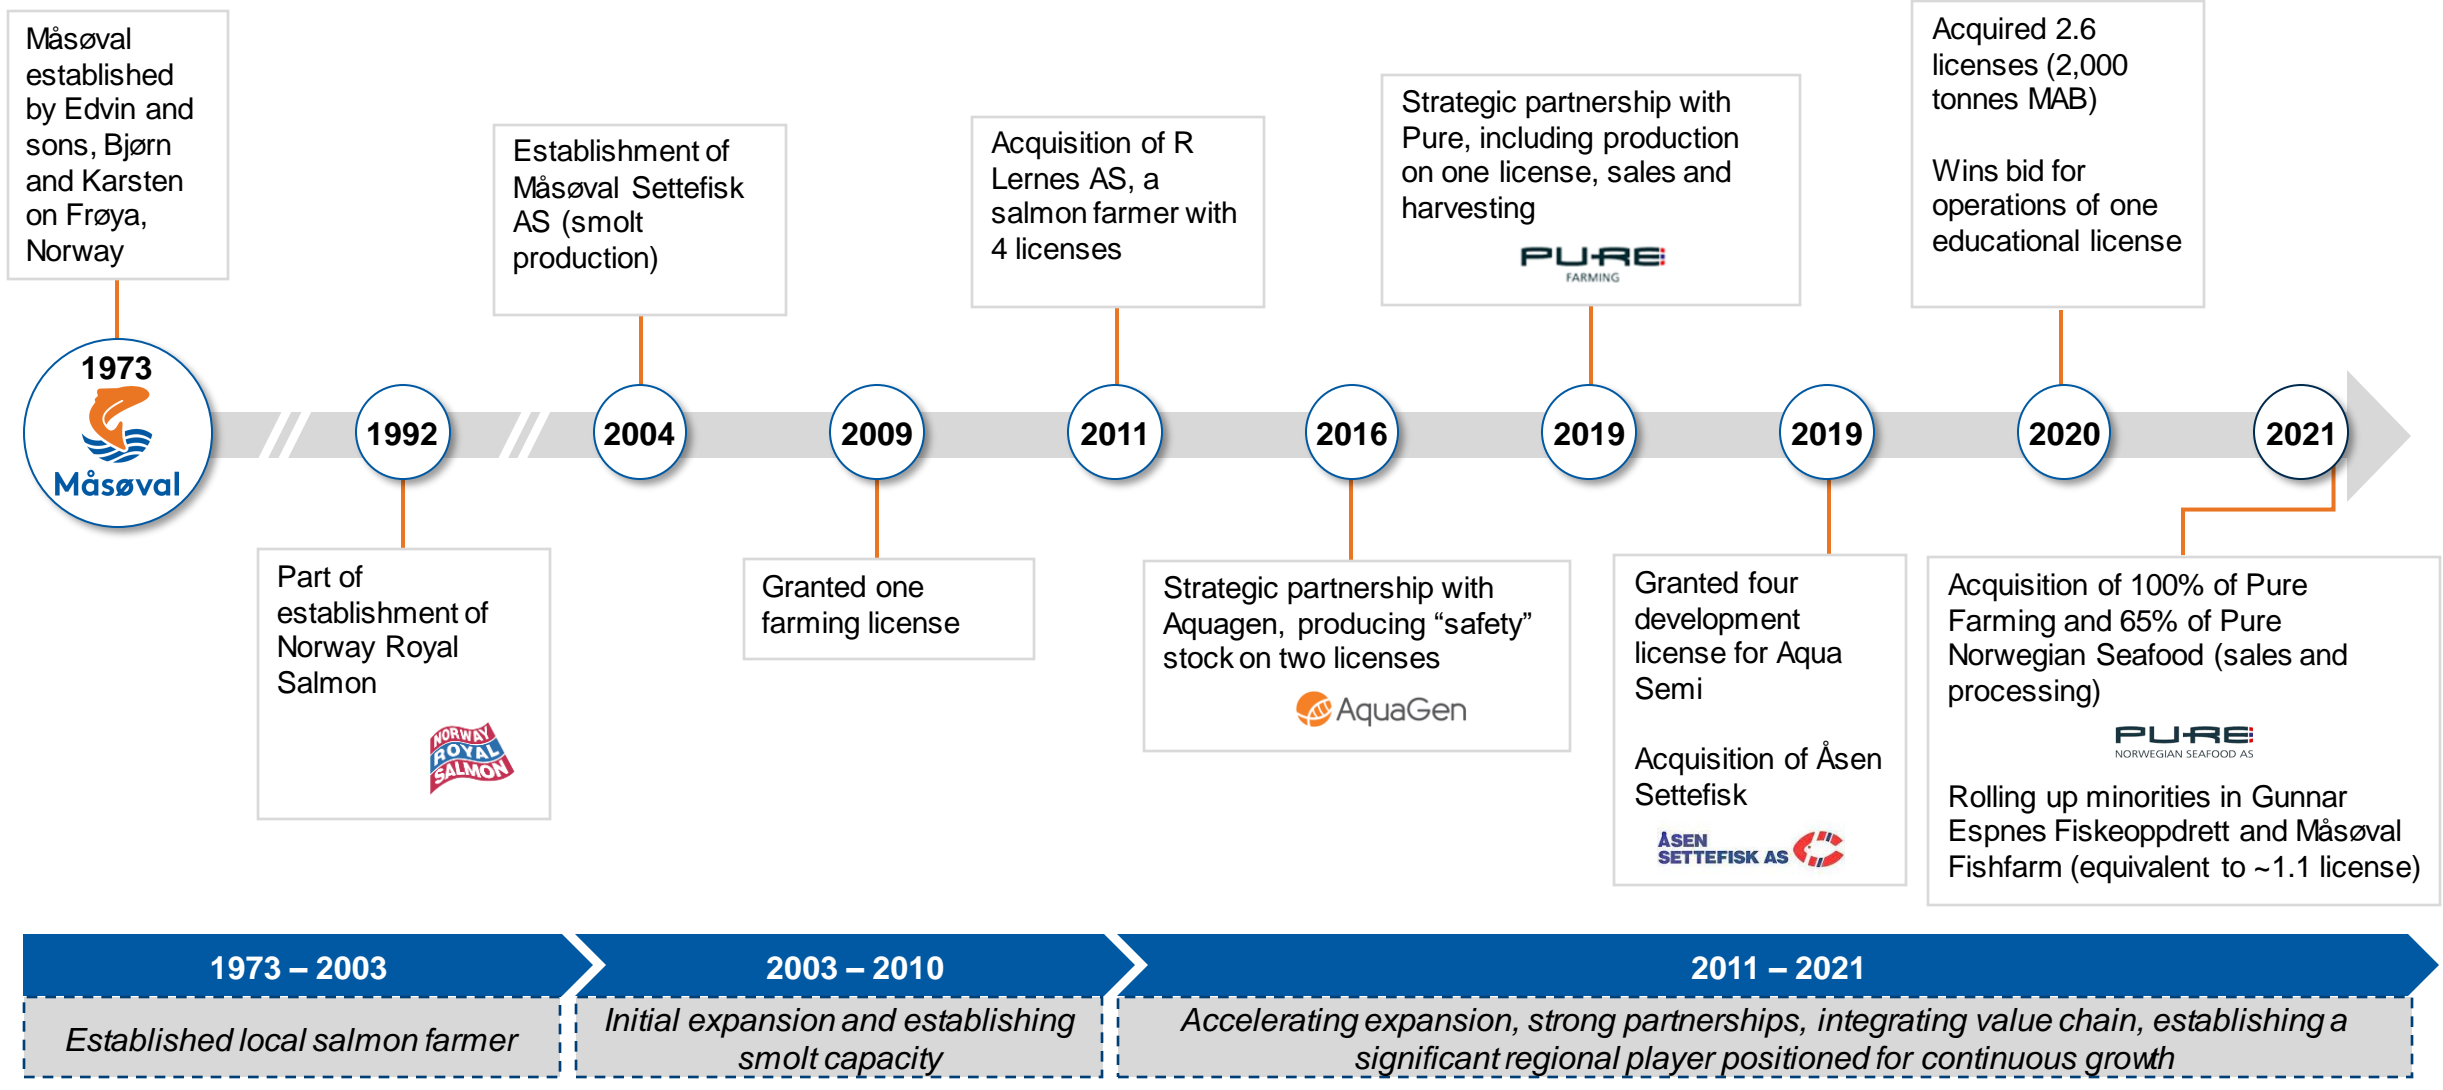 Måsøval
established
by Edvin and
sons, Bjørn
and Karsten
on Frøya,
Norway
1973
Måsøval
1992
Part of
establishment of
Norway Royal
Salmon
NORWAY
ROYAL
SALMON
Establishment of
Måsøval Settefisk
AS (smolt
production)
2004
2009
Granted one
farming license
Acquisition of R
Lernes AS, a
salmon farmer with
4 licenses
2011
2016
Strategic partnership with
Aquagen, producing “safety”
stock on two licenses
AquaGen
Strategic partnership with
Pure, including production
on one license, sales and
harvesting
PURE
FARMING
2019
2019
Granted four
development
license for Aqua
Semi
Acquisition of Åsen
Settefisk
ÅSEN
SETTEFISK AS
Acquired 2.6
licenses (2,000
tonnes MAB)
Wins bid for
operations of one
educational license
2020
2021
Acquisition of 100% of Pure
Farming and 65% of Pure
Norwegian Seafood (sales and
processing)
PURE
NORWEGIAN SEAFOOD AS
Rolling up minorities in Gunnar
Espnes Fiskeoppdrett and Måsøval
Fishfarm (equivalent to ~1.1 license)
1973 – 2003
Established local salmon farmer
2003 – 2010
Initial expansion and establishing
smolt capacity
2011 – 2021
Accelerating expansion, strong partnerships, integrating value chain, establishing a
significant regional player positioned for continuous growth